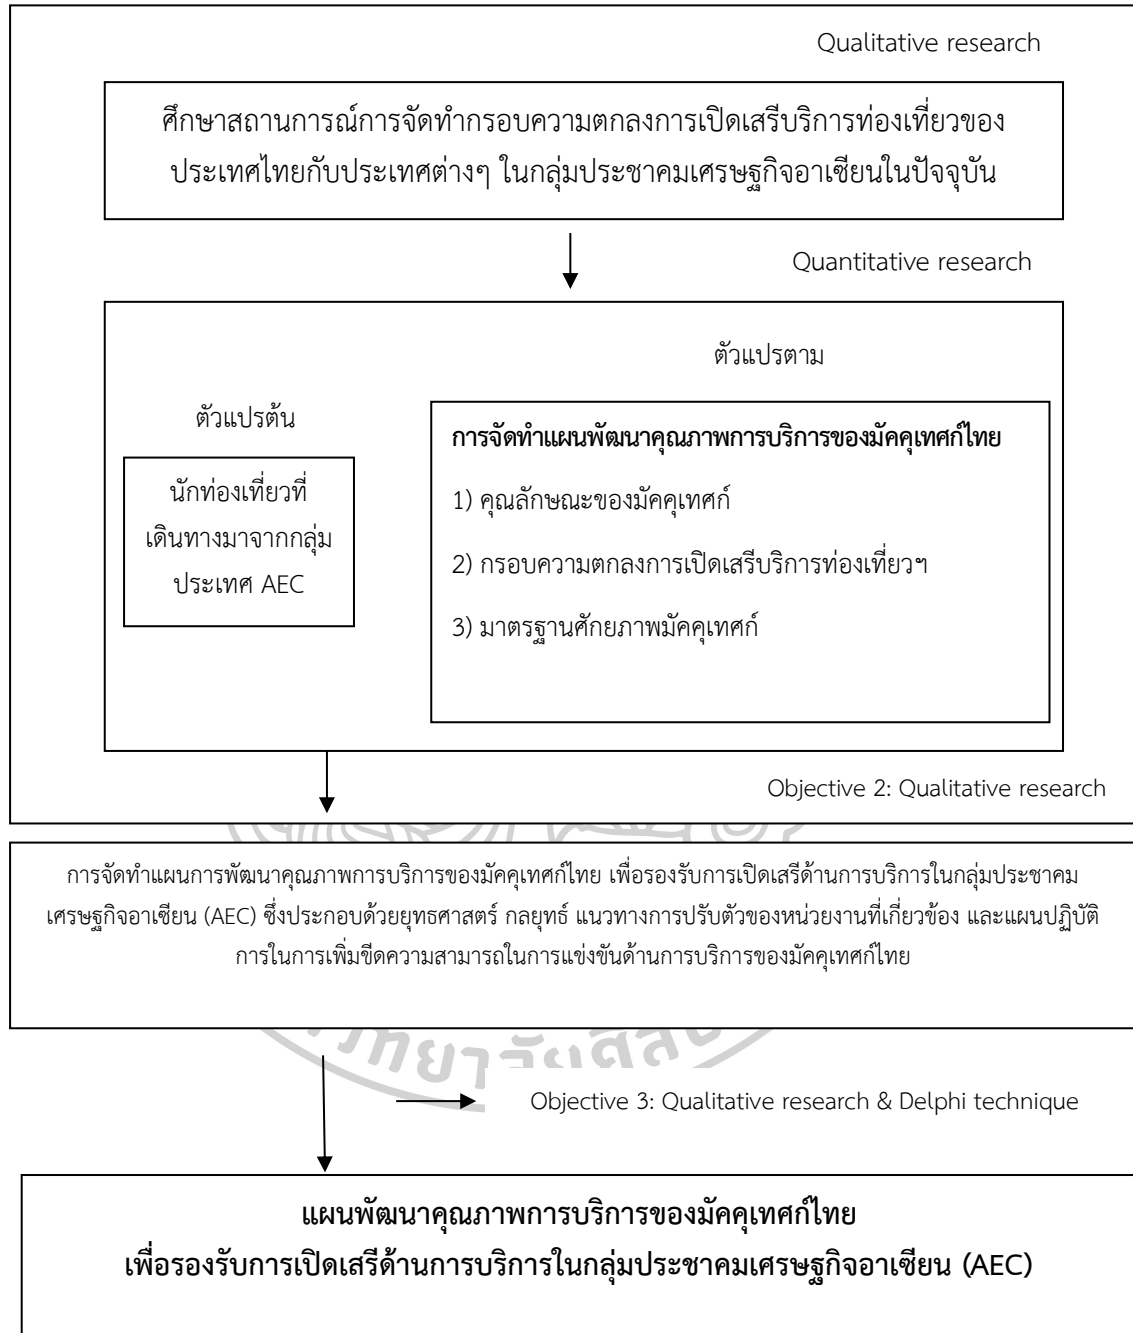 Qualitative research
ศึกษาสถานการณ์การจัดทำกรอบความตกลงการเปิดเสรีบริการท่องเที่ยวของ
ประเทศไทยกับประเทศต่างๆ ในกลุ่มประชาคมเศรษฐกิจอาเซียนในปัจจุบัน
Quantitative research
ตัวแปรตาม
ตัวแปรต้น
นักท่องเที่ยวที่
เดินทางมาจากกลุ่ม
ประเทศ AEC
การจัดทำแผนพัฒนาคุณภาพการบริการของมัคคุเทศก์ไทย
1) คุณลักษณะของมัคคุเทศก์
2) กรอบความตกลงการเปิดเสรีบริการท่องเที่ยวฯ
3) มาตรฐานศักยภาพมัคคุเทศก์
Objective 2: Qualitative research
การจัดทำแผนการพัฒนาคุณภาพการบริการของมัคคุเทศก์ไทย เพื่อรองรับการเปิดเสรีด้านการบริการในกลุ่มประชาคม
เศรษฐกิจอาเซียน (AEC) ซึ่งประกอบด้วยยุทธศาสตร์ กลยุทธ์ แนวทางการปรับตัวของหน่วยงานที่เกี่ยวข้อง และแผนปฏิบัติ
การในการเพิ่มขีดความสามารถในการแข่งขันด้านการบริการของมัคคุเทศก์ไทย
Objective 3: Qualitative research & Delphi technique
แผนพัฒนาคุณภาพการบริการของมัคคุเทศก์ไทย
เพื่อรองรับการเปิดเสรีด้านการบริการในกลุ่มประชาคมเศรษฐกิจอาเซียน (AEC)